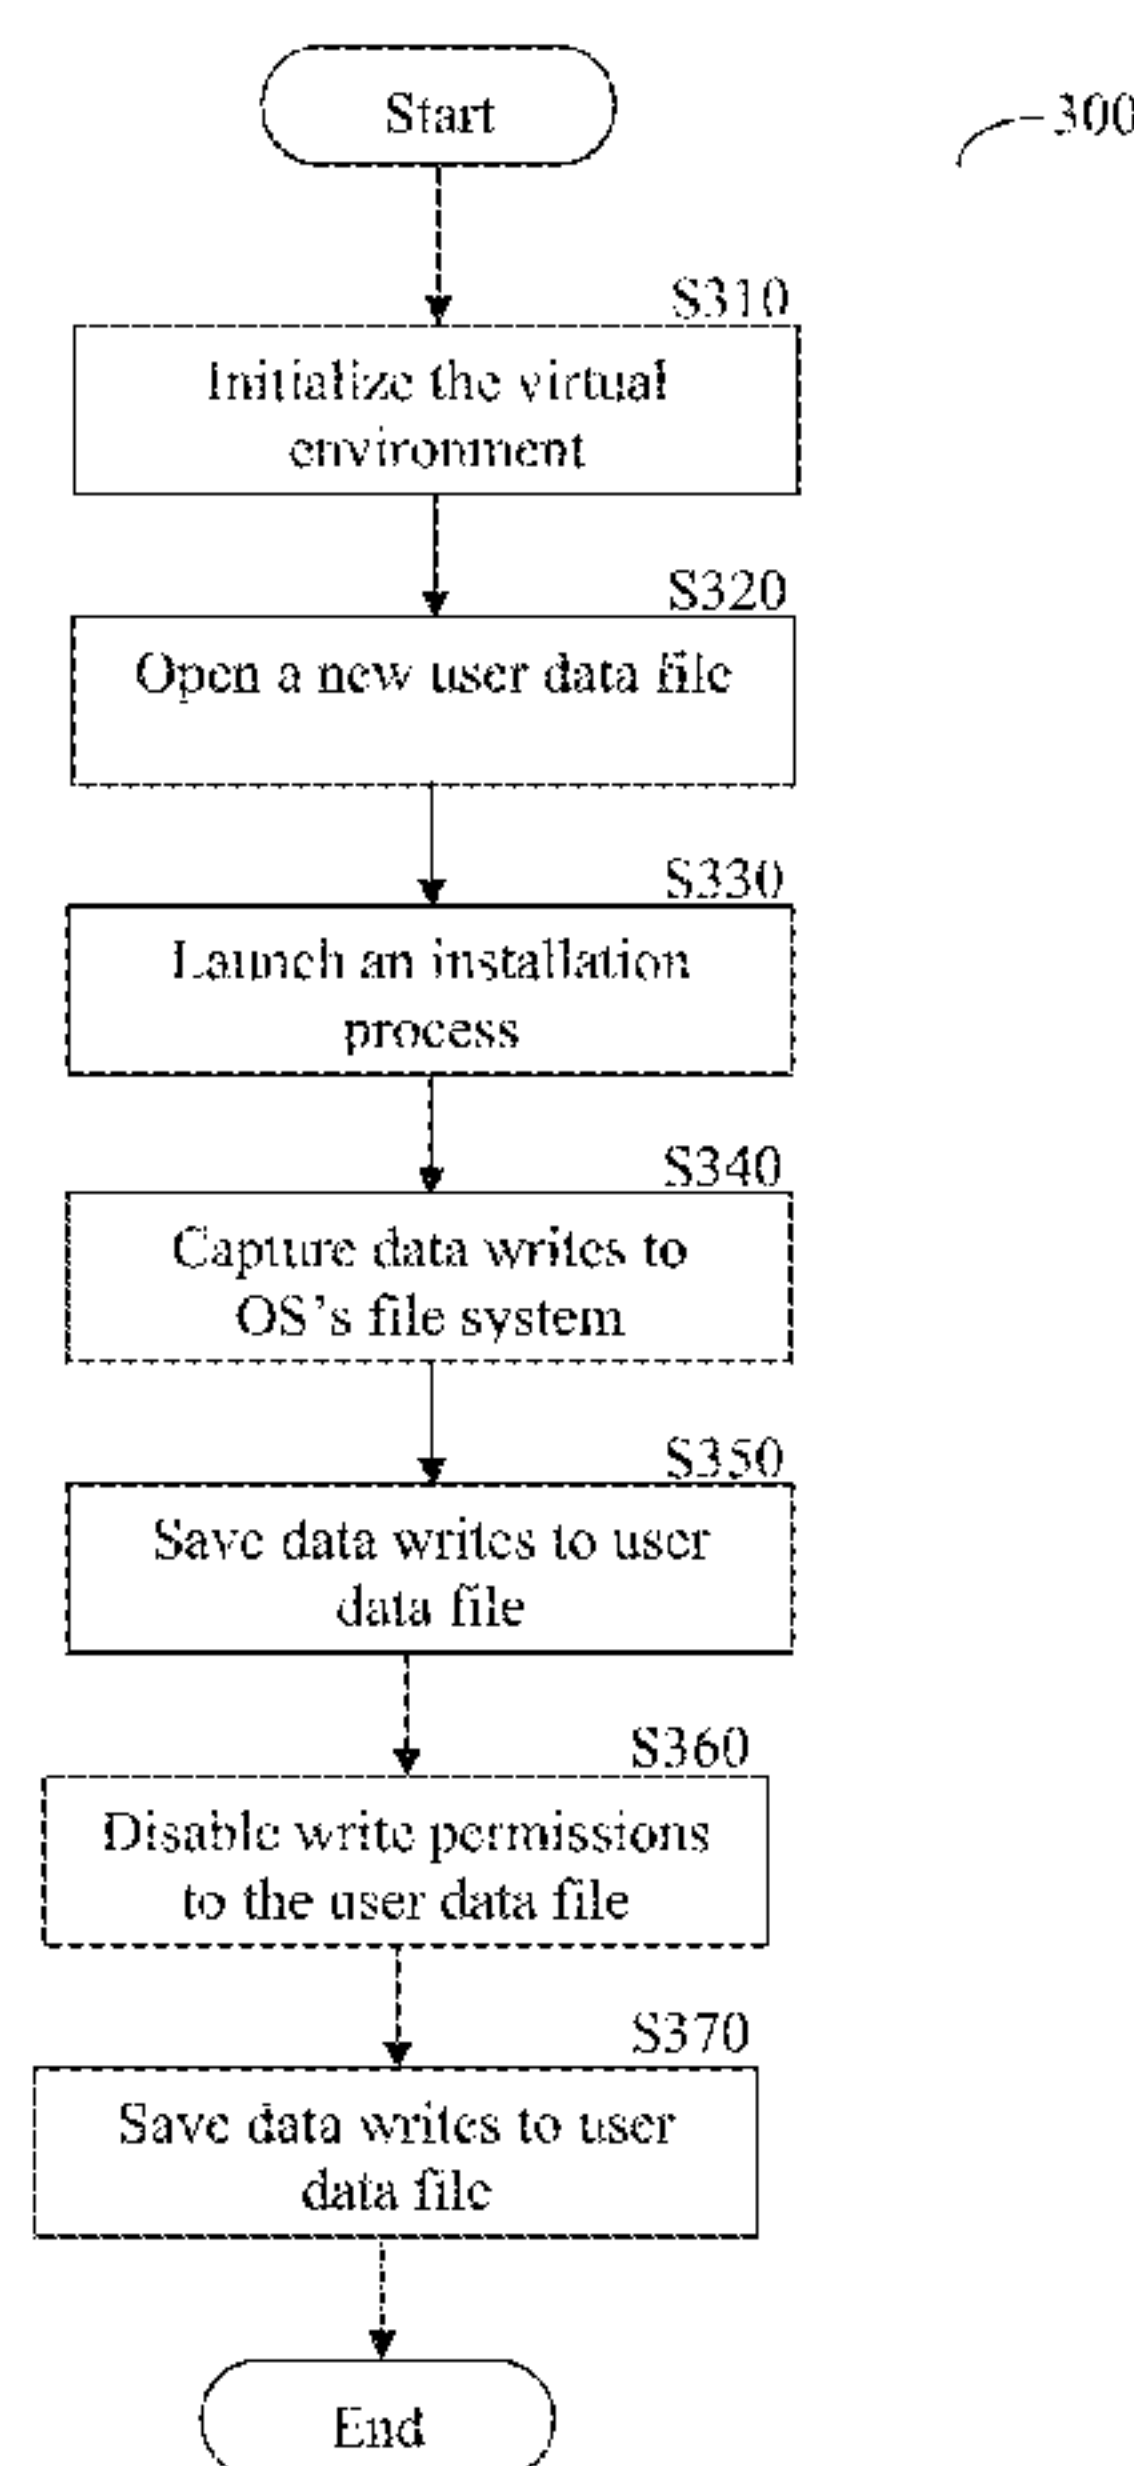 Start
300
S310
Initialize the virtual
environment
S320
Open a new user data file
S330
Launch an installation
process
S340
Capture data writes to
OS's file system
S350
Save data writes to user
data file
S360
Disable write permissions
to the user data file
S370
Save data writes to user
data file
End